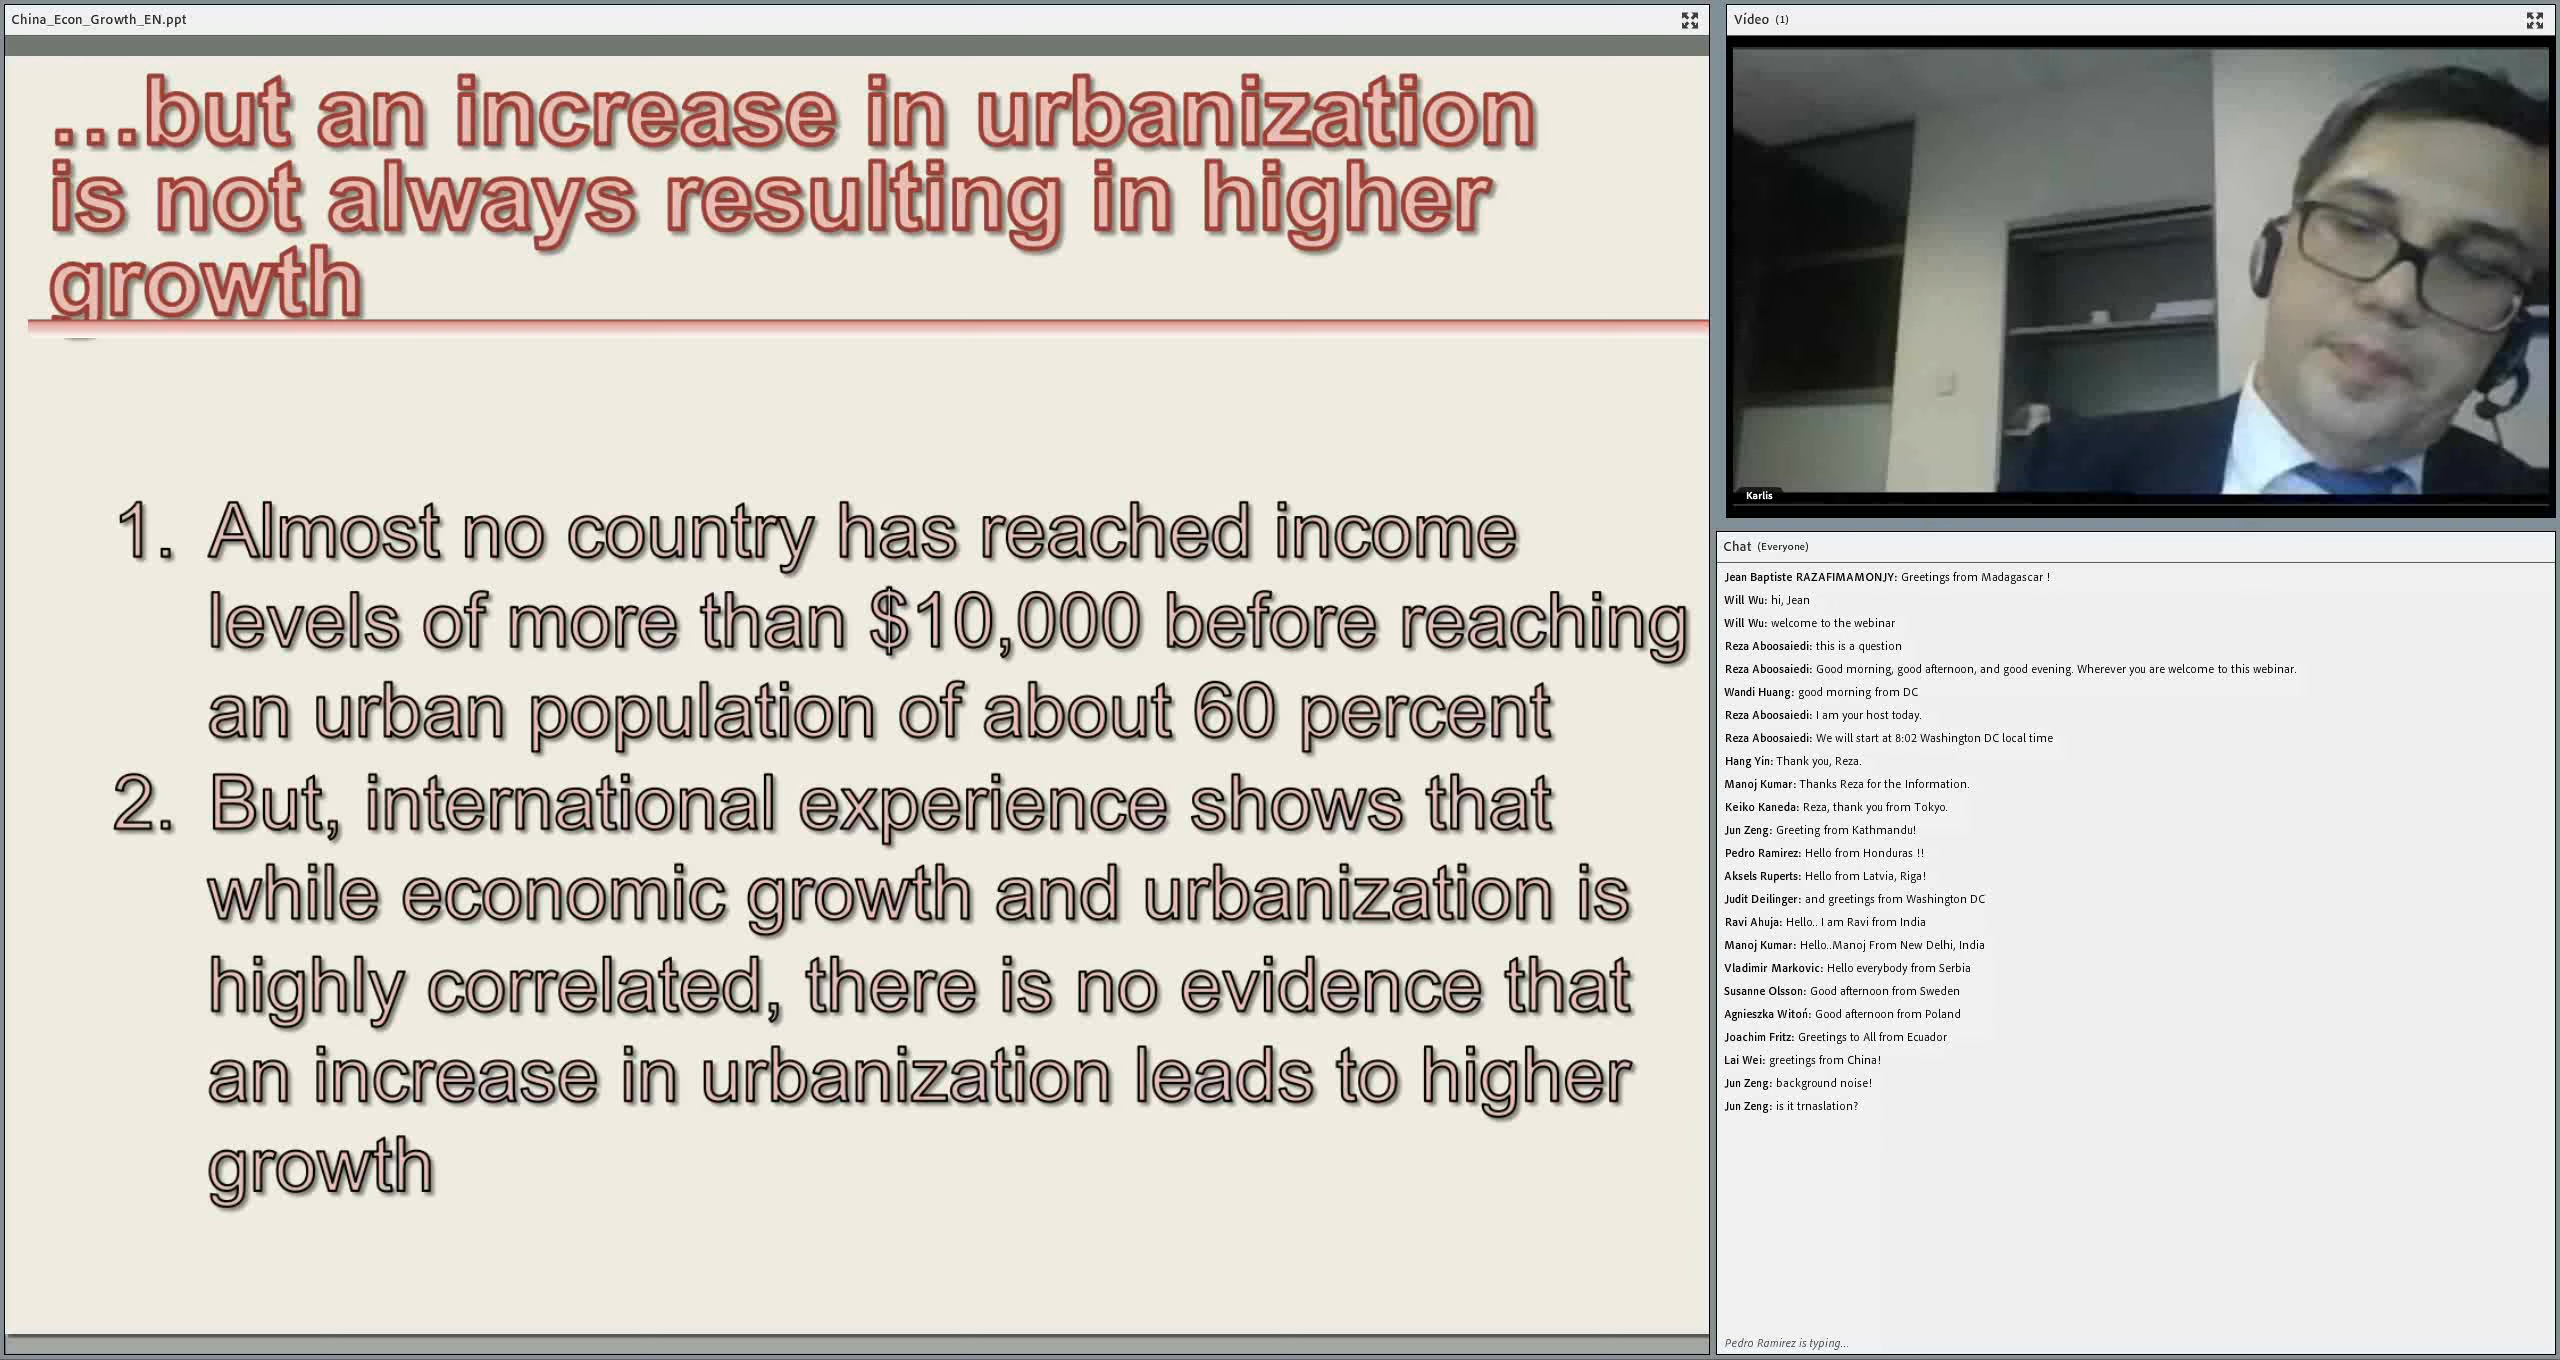 China_Econ_Growth_EN.ppt
...but an increase in urbanization
is not always resulting in higher
growth
1. Almost no country has reached income
levels of more than $10,000 before reaching
an urban population of about 60 percent
2. But, international experience shows that
while economic growth and urbanization is
highly correlated, there is no evidence that
an increase in urbanization leads to higher
growth
Vídeo (1)
Karlis
Chat (Everyone)
Jean Baptiste RAZAFIMAMONJY: Greetings from Madagascar !
Will Wu: hi, Jean
Will Wu: welcome to the webinar
Reza Aboosaiedi: this is a question
Reza Aboosaiedi: Good morning, good afternoon, and good evening. Wherever you are welcome to this webinar.
Wandi Huang: good morning from DC
Reza Aboosaiedi: I am your host today.
Reza Aboosaiedi: We will start at 8:02 Washington DC local time
Hang Yin: Thank you, Reza.
Manoj Kumar: Thanks Reza for the Information.
Keiko Kaneda: Reza, thank you from Tokyo.
Jun Zeng: Greeting from Kathmandu!
Pedro Ramirez: Hello from Honduras !!
Aksels Ruperts: Hello from Latvia, Riga!
Judit Deilinger: and greetings from Washington DC
Ravi Ahuja: Hello.. I am Ravi from India
Manoj Kumar: Hello..Manoj From New Delhi, India
Vladimir Markovic: Hello everybody from Serbia
Susanne Olsson: Good afternoon from Sweden
Agnieszka Witoń: Good afternoon from Poland
Joachim Fritz: Greetings to All from Ecuador
Lai Wei: greetings from China!
Jun Zeng: background noise!
Jun Zeng: is it trnaslation?
Pedro Ramirez is typing...